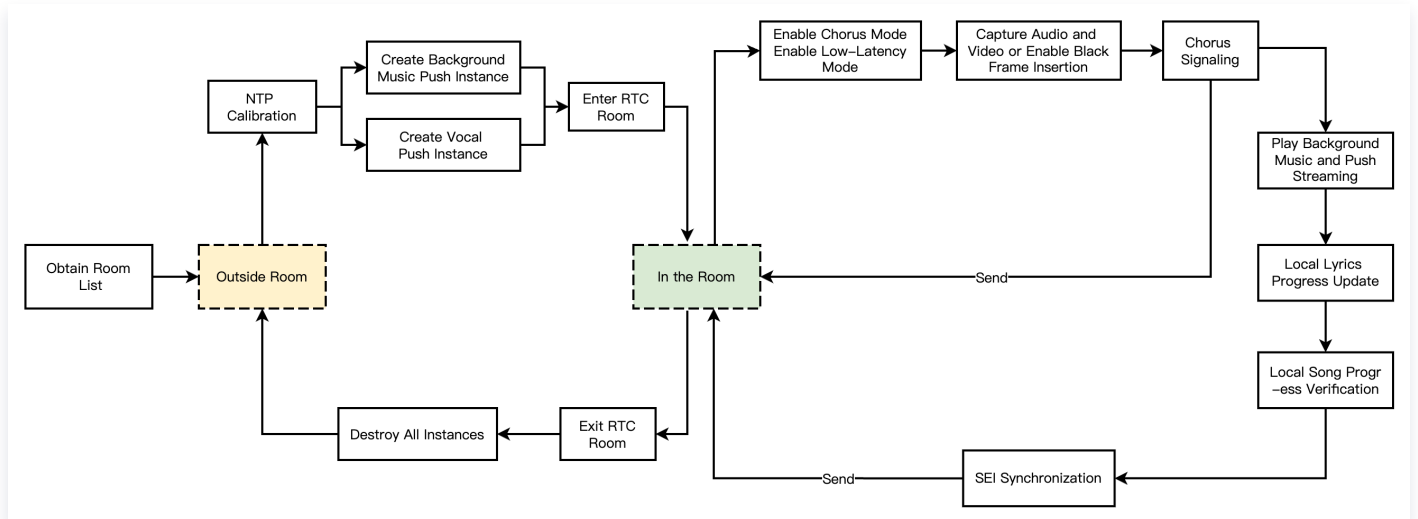 Enable Chorus Mode
Enable Low-Latency
Mode
Capture Audio and
Video or Enable Black
Frame Insertion
Chorus
Signaling
Create Background
Music Push Instance
NTP
Calibration
Enter RTC
Room
Create Vocal
Push Instance
Play Background
Music and Push
Streaming
Obtain Room
List
Outside Room
In the Room
Send
Local Lyrics
Progress Update
Local Song Progr
-ess Verification
Destroy All Instances
Exit RTC
Room
Send
SEI Synchronization